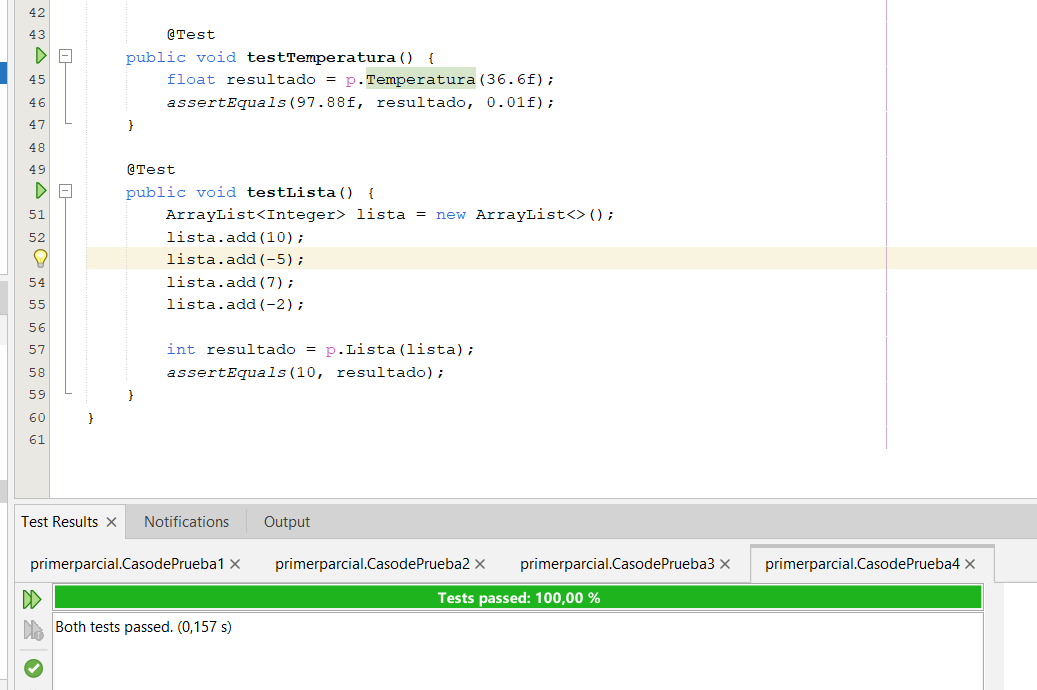 42
43 @Test
public void testTemperatura() {
45 float resultado = p.Temperatura(36.6f);
46 assertEquals(97.88f, resultado, 0.01f);
47 }
48
49 @Test
public void testLista() {
51 ArrayList<Integer> lista = new ArrayList<>();
52 lista.add(10);
lista.add(-5);
54 lista.add(7);
55 lista.add(-2);
56
57 int resultado = p.Lista(lista);
58 assertEquals(10, resultado);
59 }
60 }
61
Test Results Notifications Output
primerparcial.CasodePrueba1 primerparcial.CasodePrueba2 primerparcial.CasodePrueba3 primerparcial.CasodePrueba4
Tests passed: 100,00 %
Both tests passed. (0,157 s)